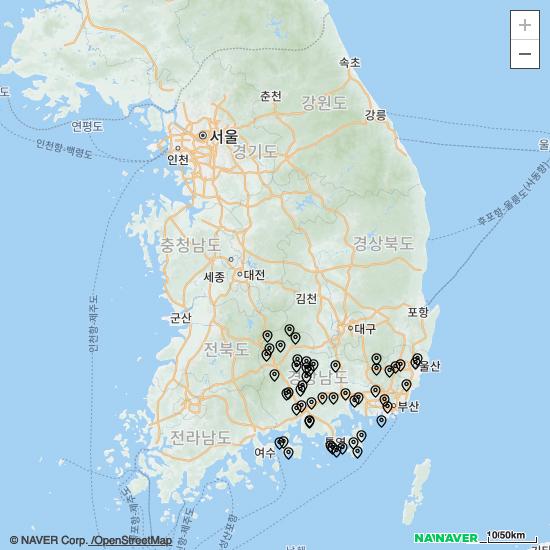 +
−
속초
춘천
강원도
강릉
도
연평도
서울
인천
경기도
인천항-백령도
울
후포항-울릉도(사동항)
충청남도
경상북도
세종
대전
김천
인천항-제주도
군산
포항
대구
전북도
울산
경상남도
부산
전라남도
여수
통영
© NAVER Corp. /OpenStreetMap
NAVER
10/50km